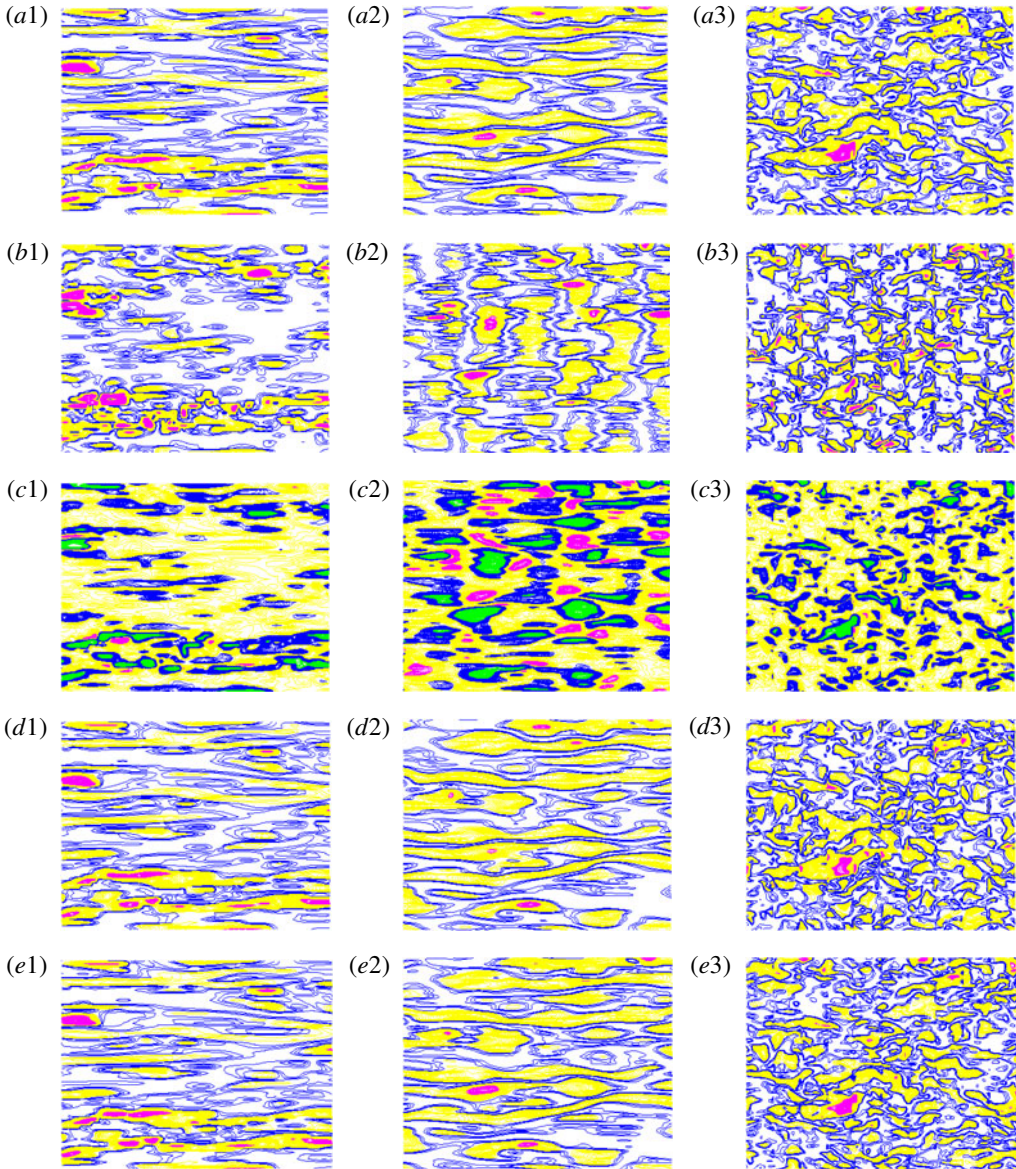 (a1) (a2) (a3)
(b1) (b2) (b3)
(c1) (c2) (c3)
(d1) (d2) (d3)
(e1) (e2) (e3)